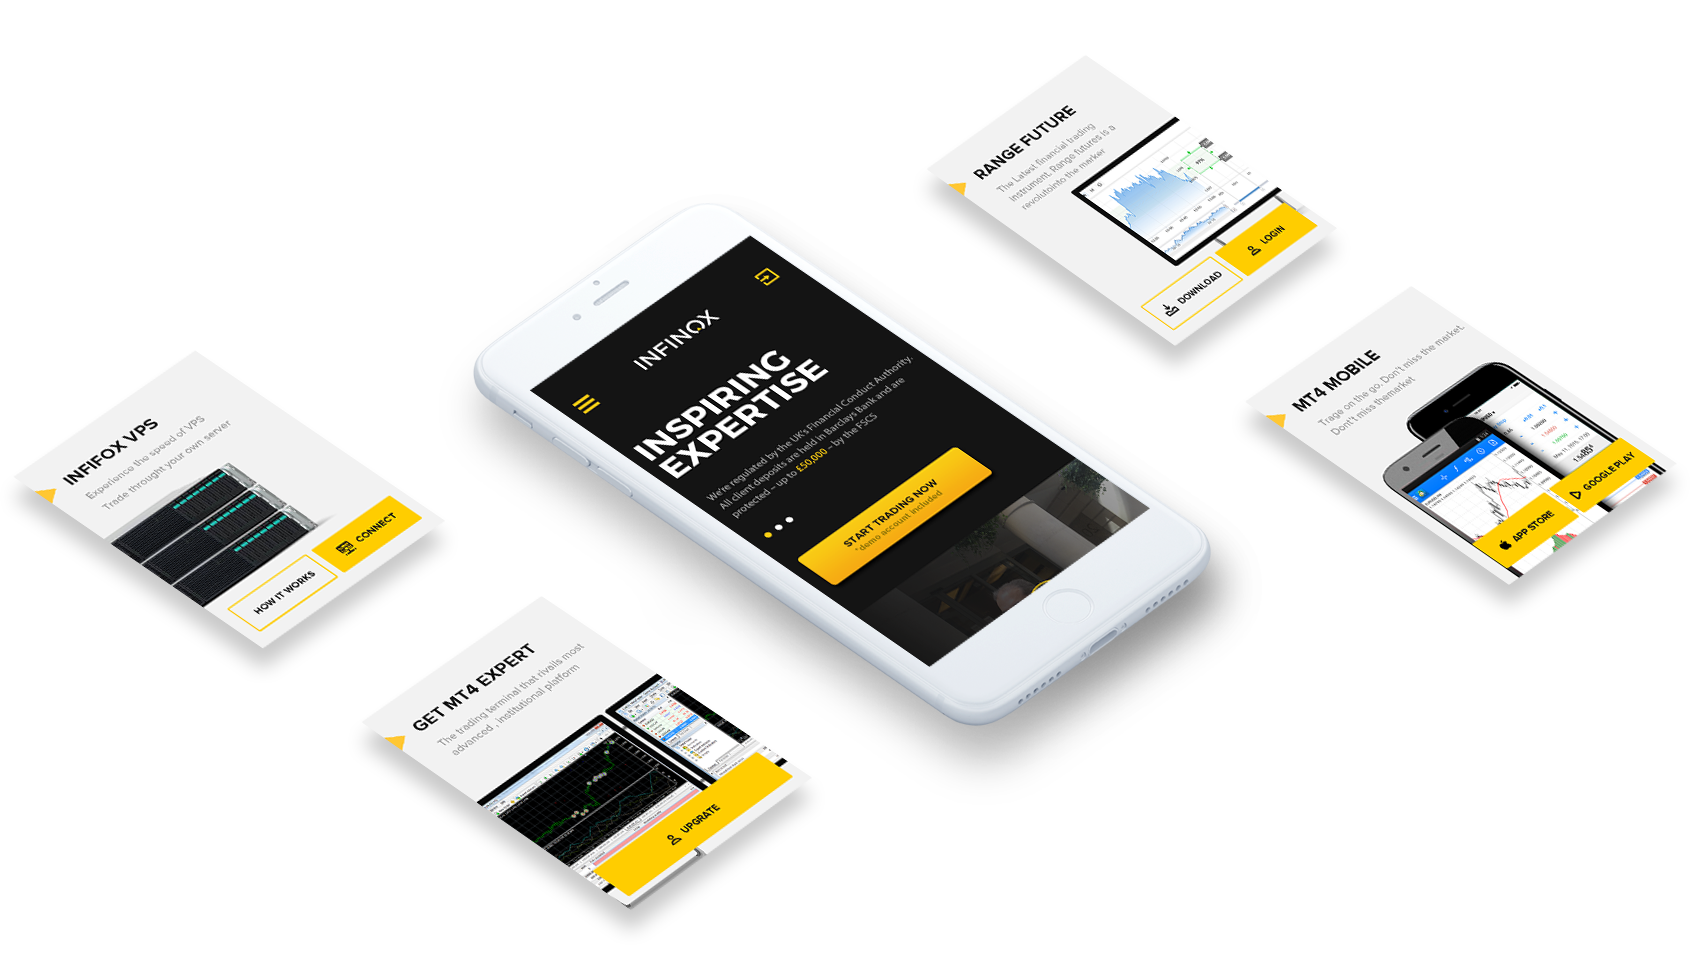 RANGE FUTURE
The Latest financial trading
instrument. Range futures is a
revolutointo the marker
LOGIN
DOWNLOAD
INFINOX
INSPIRING
EXPERTISE
We're regulated by the UK's Financial Conduct Authority.
All client deposits are held in Barclays Bank and are
protected – up to £50,000 – by the FSCS
START TRADING NOW
*demo account included
MT4 MOBILE
Trage on the go. Don't miss the market.
Don't miss themarket
GOOGLE PLAY
APP STORE
INFIFOX VPS
Experience the speed of VPS
Trade throught your own server
CONNECT
HOW IT WORKS
GET MT4 EXPERT
The trading terminal that rivalls most
advanced , institutional platform
UPGRATE